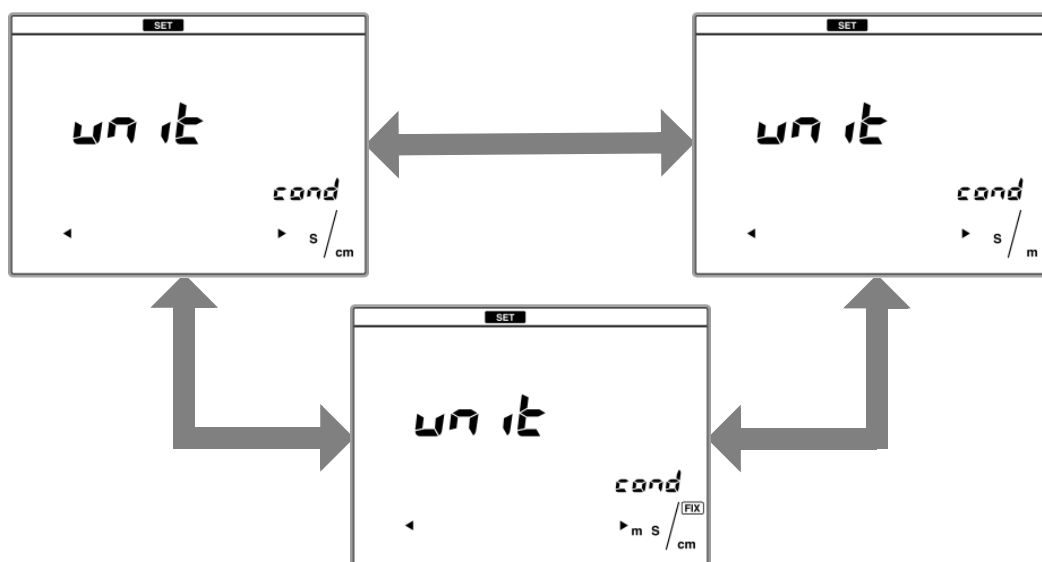 SET
unit
cond
S/cm
SET
unit
cond
S/m
SET
unit
cond
FIX
mS/cm